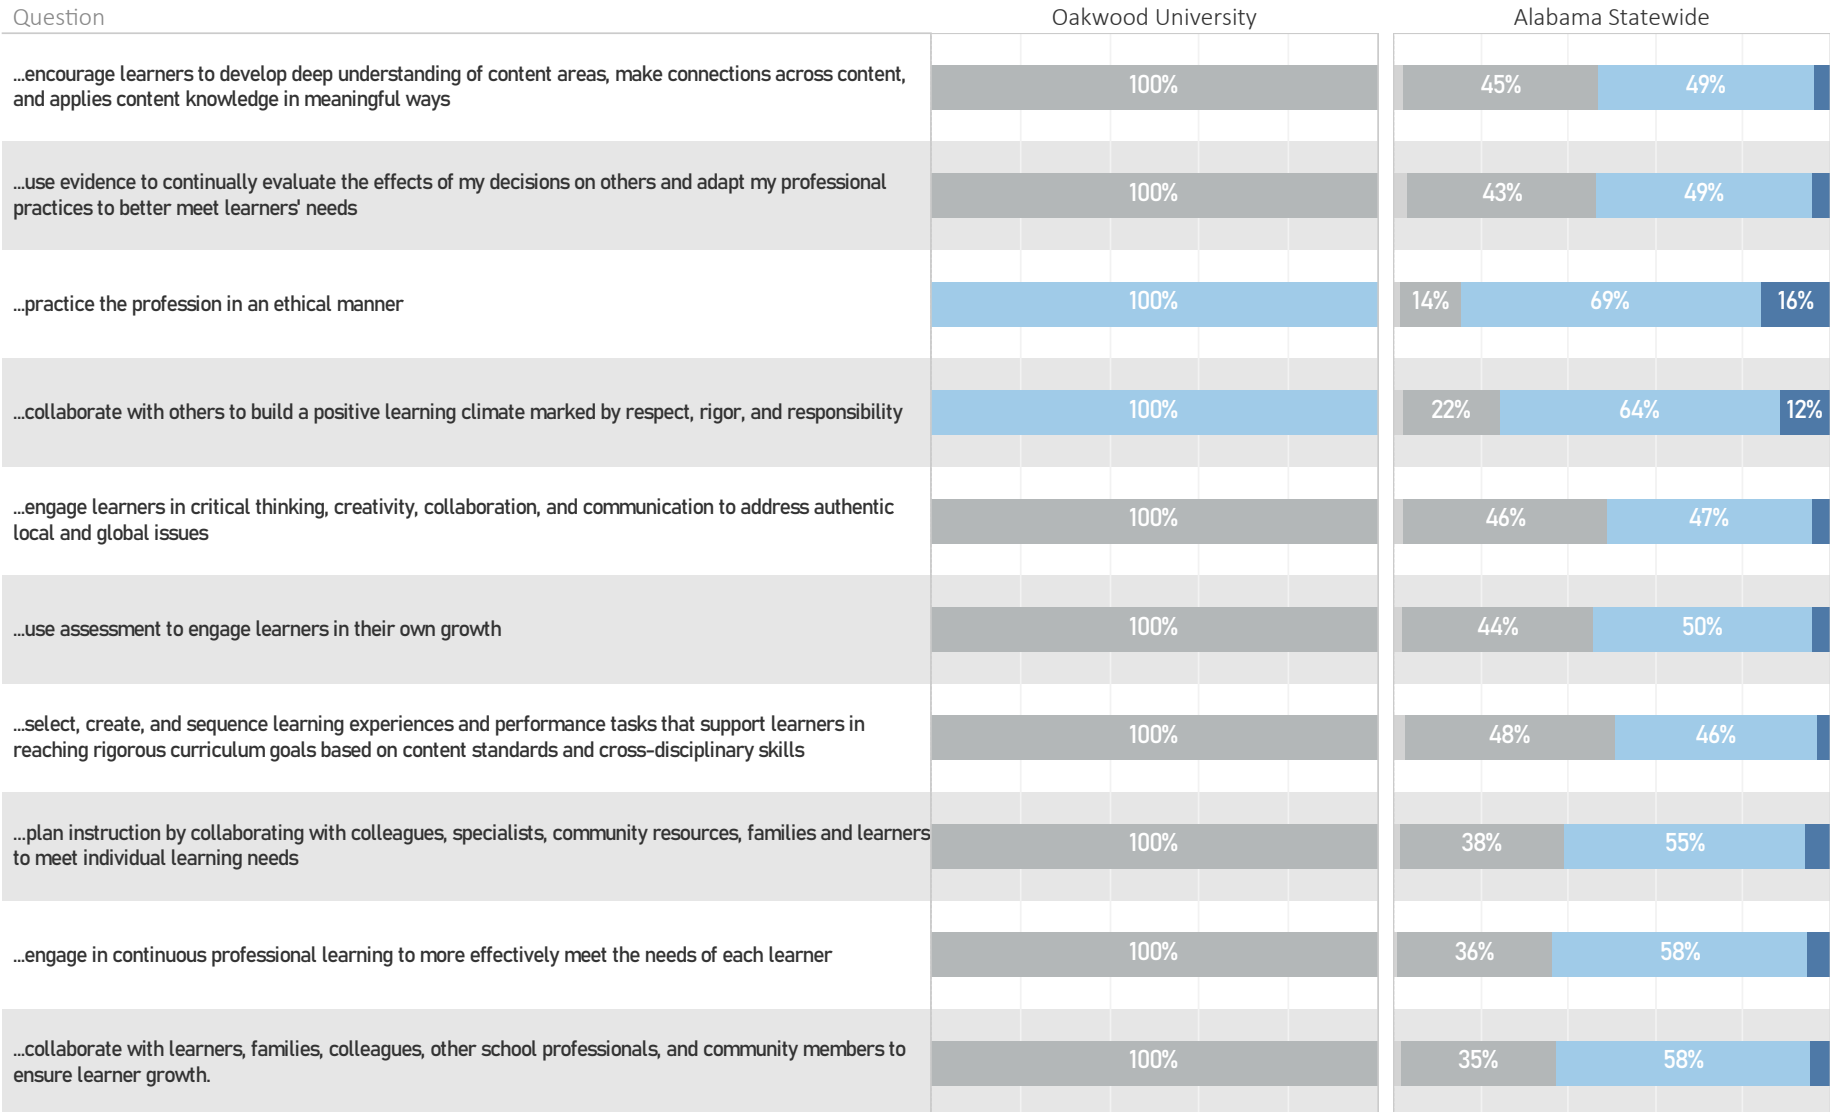 Question Oakwood University Alabama Statewide
...encourage learners to develop deep understanding of content areas, make connections across content,
and applies content knowledge in meaningful ways
100% 45% 49%
...use evidence to continually evaluate the effects of my decisions on others and adapt my professional
practices to better meet learners' needs
100% 43% 49%
...practice the profession in an ethical manner
100% 14% 69% 16%
...collaborate with others to build a positive learning climate marked by respect, rigor, and responsibility
100% 22% 64% 12%
...engage learners in critical thinking, creativity, collaboration, and communication to address authentic
local and global issues
100% 46% 47%
...use assessment to engage learners in their own growth
100% 44% 50%
...select, create, and sequence learning experiences and performance tasks that support learners in
reaching rigorous curriculum goals based on content standards and cross-disciplinary skills
100% 48% 46%
...plan instruction by collaborating with colleagues, specialists, community resources, families and learners
to meet individual learning needs
100% 38% 55%
...engage in continuous professional learning to more effectively meet the needs of each learner
100% 36% 58%
...collaborate with learners, families, colleagues, other school professionals, and community members to
ensure learner growth.
100% 35% 58%